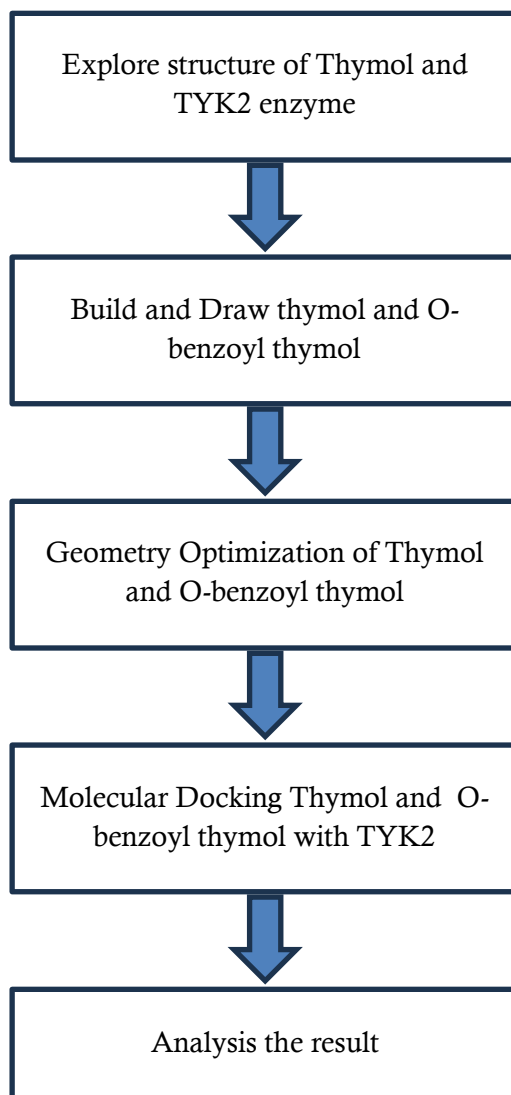 Explore structure of Thymol and
TYK2 enzyme
Build and Draw thymol and O-
benzoyl thymol
Geometry Optimization of Thymol
and O-benzoyl thymol
Molecular Docking Thymol and O-
benzoyl thymol with TYK2
Analysis the result